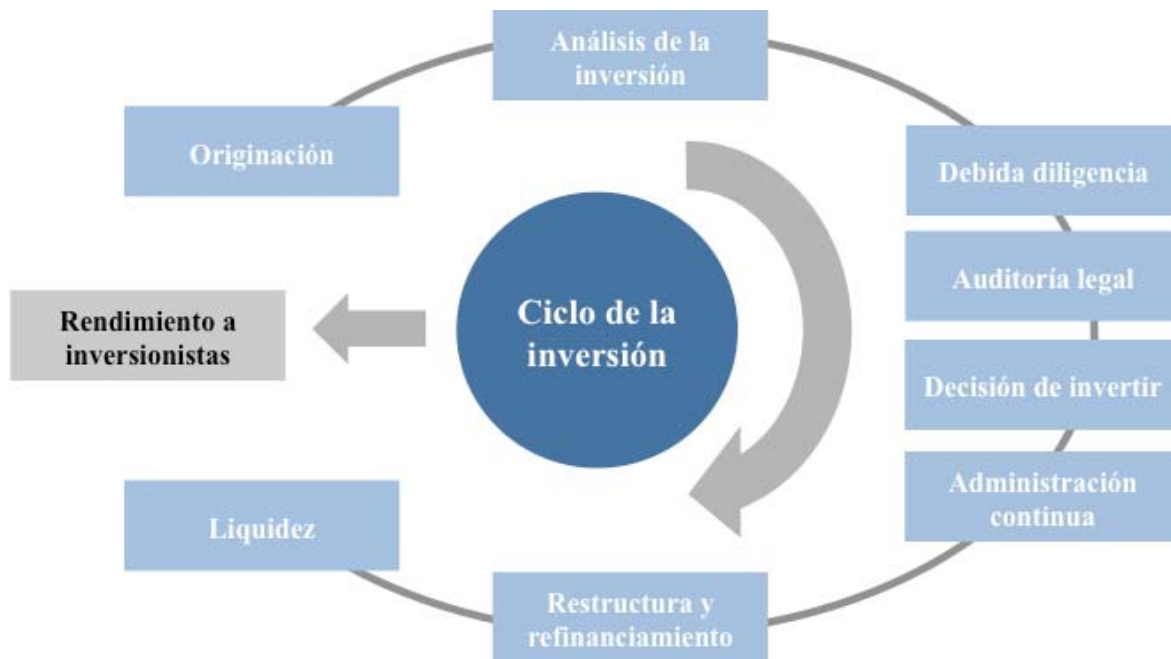 Análisis de la
inversión
Originación
Debida diligencia
Auditoría legal
Ciclo de la
inversión
Rendimiento a
inversionistas
Decisión de invertir
Administración
continua
Liquidez
Restructura y
refinanciamiento